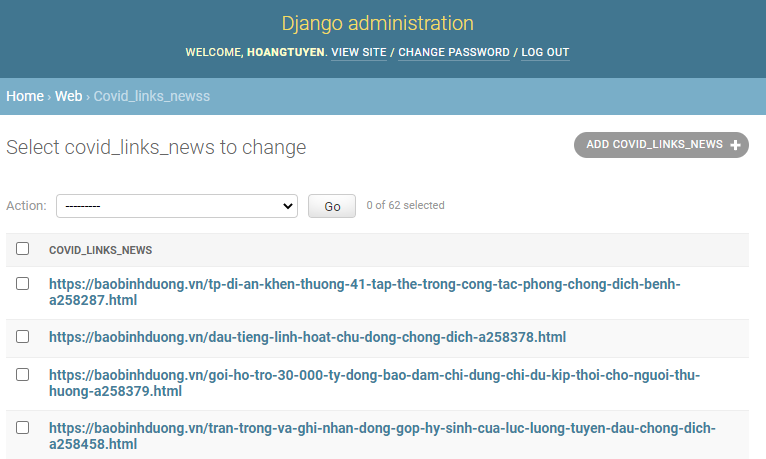 Django administration
WELCOME, HOANGTUYEN. VIEW SITE / CHANGE PASSWORD / LOG OUT
Home › Web › Covid_links_newss
Select covid_links_news to change
ADD COVID_LINKS_NEWS +
Action: --------- Go 0 of 62 selected
COVID_LINKS_NEWS
https://baobinhduong.vn/tp-di-an-khen-thuong-41-tap-the-trong-cong-tac-phong-chong-dich-benh-
a258287.html
https://baobinhduong.vn/dau-tieng-linh-hoat-chu-dong-chong-dich-a258378.html
https://baobinhduong.vn/goi-ho-tro-30-000-ty-dong-bao-dam-chi-dung-chi-du-kip-thoi-cho-nguoi-thu-
huong-a258379.html
https://baobinhduong.vn/tran-trong-va-ghi-nhan-dong-gop-hy-sinh-cua-luc-luong-tuyen-dau-chong-dich-
a258458.html